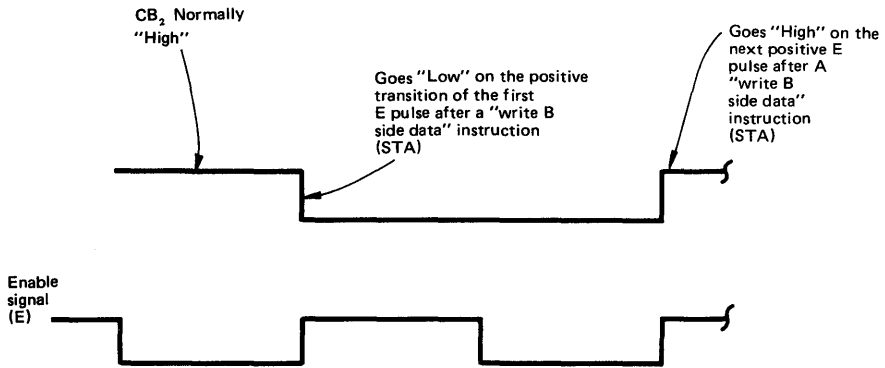 CB₂ Normally
"High"
Goes "Low" on the positive
transition of the first
E pulse after a "write B
side data" instruction
(STA)
Goes "High" on the
next positive E
pulse after A
"write B
side data"
instruction
(STA)
Enable
signal
(E)